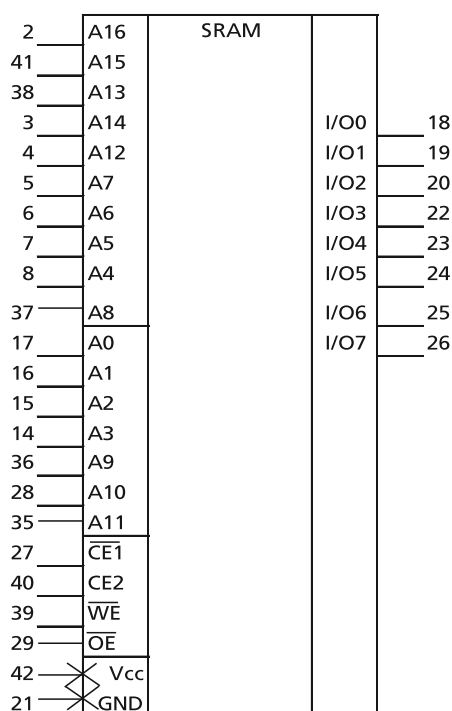 2 A16 SRAM
41 A15
38 A13
3 A14 I/O0 18
4 A12 I/O1 19
5 A7 I/O2 20
6 A6 I/O3 22
7 A5 I/O4 23
8 A4 I/O5 24
37 A8 I/O6 25
17 A0 I/O7 26
16 A1
15 A2
14 A3
36 A9
28 A10
35 A11
27 C̅E̅1
40 CE2
39 W̅E̅
29 O̅E̅
42 Vcc
21 GND